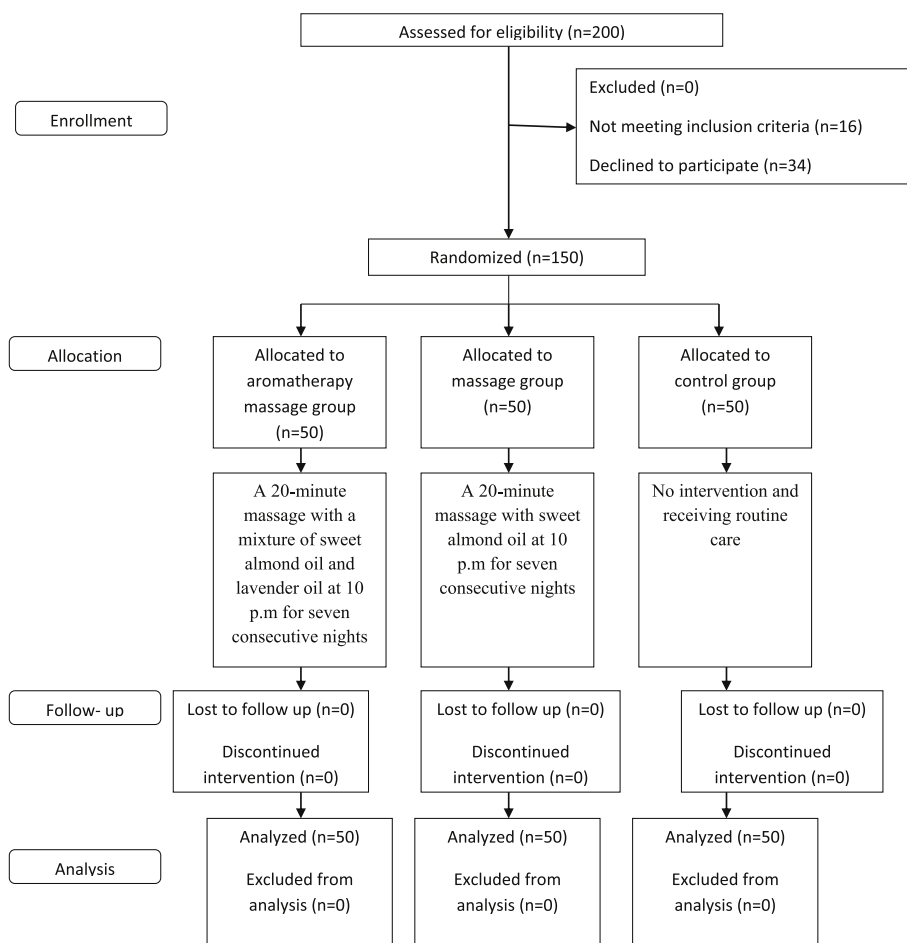 Assessed for eligibility (n=200)
Excluded (n=0)
Not meeting inclusion criteria (n=16)
Declined to participate (n=34)
Enrollment
Randomized (n=150)
Allocation
Allocated to
aromatherapy
massage group
(n=50)
Allocated to
massage group
(n=50)
Allocated to
control group
(n=50)
A 20-minute
massage with a
mixture of sweet
almond oil and
lavender oil at 10
p.m for seven
consecutive nights
A 20-minute
massage with sweet
almond oil at 10
p.m for seven
consecutive nights
No intervention and
receiving routine
care
Follow- up
Lost to follow up (n=0)
Discontinued
intervention (n=0)
Lost to follow up (n=0)
Discontinued
intervention (n=0)
Lost to follow up (n=0)
Discontinued
intervention (n=0)
Analysis
Analyzed (n=50)
Excluded from
analysis (n=0)
Analyzed (n=50)
Excluded from
analysis (n=0)
Analyzed (n=50)
Excluded from
analysis (n=0)